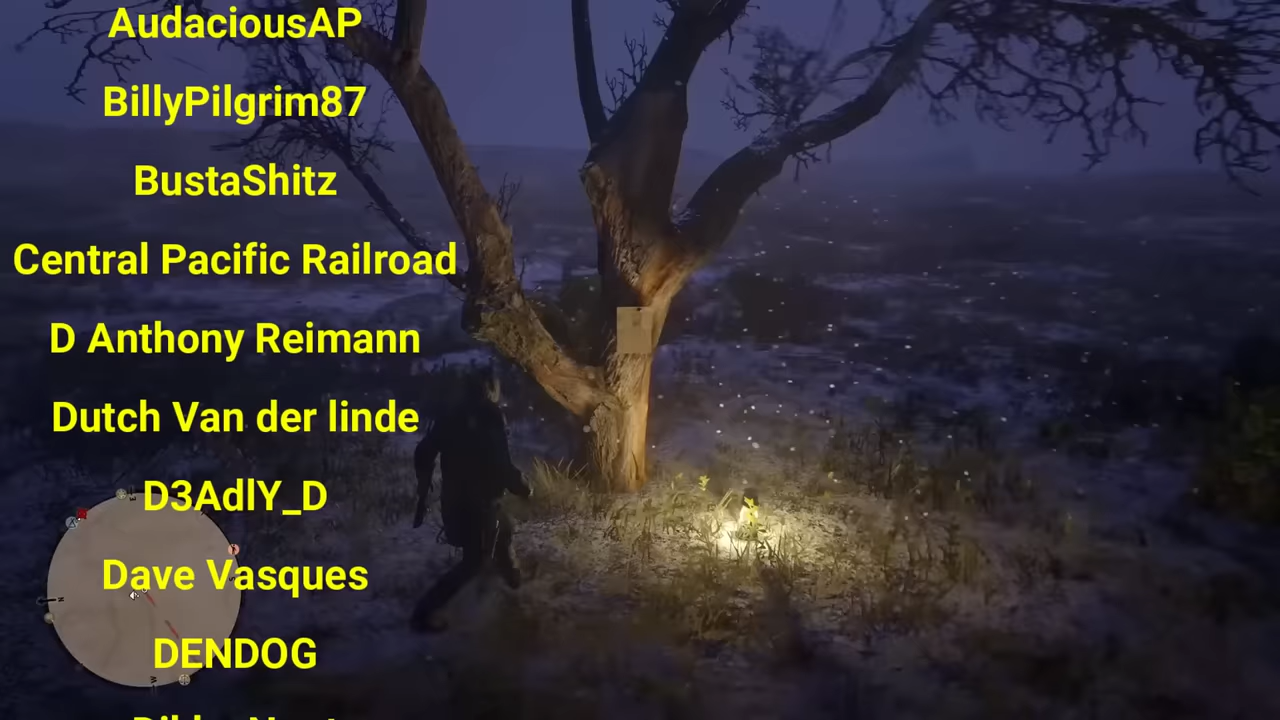 AudaciousAP
BillyPilgrim87
BustaShitz
Central Pacific Railroad
D Anthony Reimann
Dutch Van der linde
D3AdlY_D
Dave Vasques
DENDOG